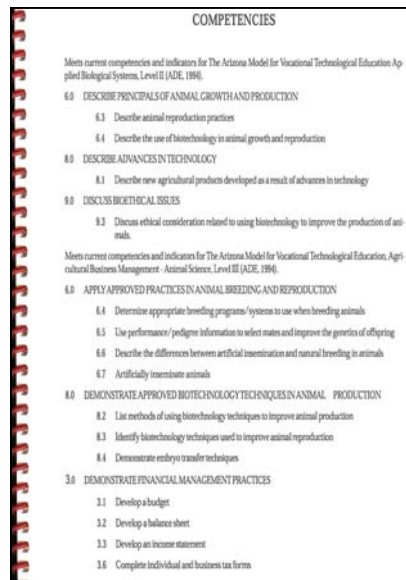 COMPETENCIES
Meets current competencies and indicators for The Arizona Model for Vocational Technological Education Ap-
plied Biological Systems, Level II (ADE, 1994).
6.0 DESCRIBE PRINCIPALS OF ANIMAL GROWTH AND PRODUCTION
6.3 Describe animal reproduction practices
6.4 Describe the use of biotechnology in animal growth and reproduction
8.0 DESCRIBE ADVANCES IN TECHNOLOGY
8.1 Describe new agricultural products developed as a result of advances in technology
9.0 DISCUSS BIOETHICAL ISSUES
9.3 Discuss ethical consideration related to using biotechnology to improve the production of ani-
mals.
Meets current competencies and indicators for The Arizona Model for Vocational Technological Education, Agri-
cultural Business Management - Animal Science, Level III (ADE, 1994).
6.0 APPLY APPROVED PRACTICES IN ANIMAL BREEDING AND REPRODUCTION
6.4 Determine appropriate breeding programs/systems to use when breeding animals
6.5 Use performance/pedigree information to select mates and improve the genetics of offspring
6.6 Describe the differences between artificial insemination and natural breeding in animals
6.7 Artificially inseminate animals
8.0 DEMONSTRATE APPROVED BIOTECHNOLOGY TECHNIQUES IN ANIMAL PRODUCTION
8.2 List methods of using biotechnology techniques to improve animal production
8.3 Identify biotechnology techniques used to improve animal reproduction
8.4 Demonstrate embryo transfer techniques
3.0 DEMONSTRATE FINANCIAL MANAGEMENT PRACTICES
3.1 Develop a budget
3.2 Develop a balance sheet
3.3 Develop an income statement
3.6 Complete individual and business tax forms